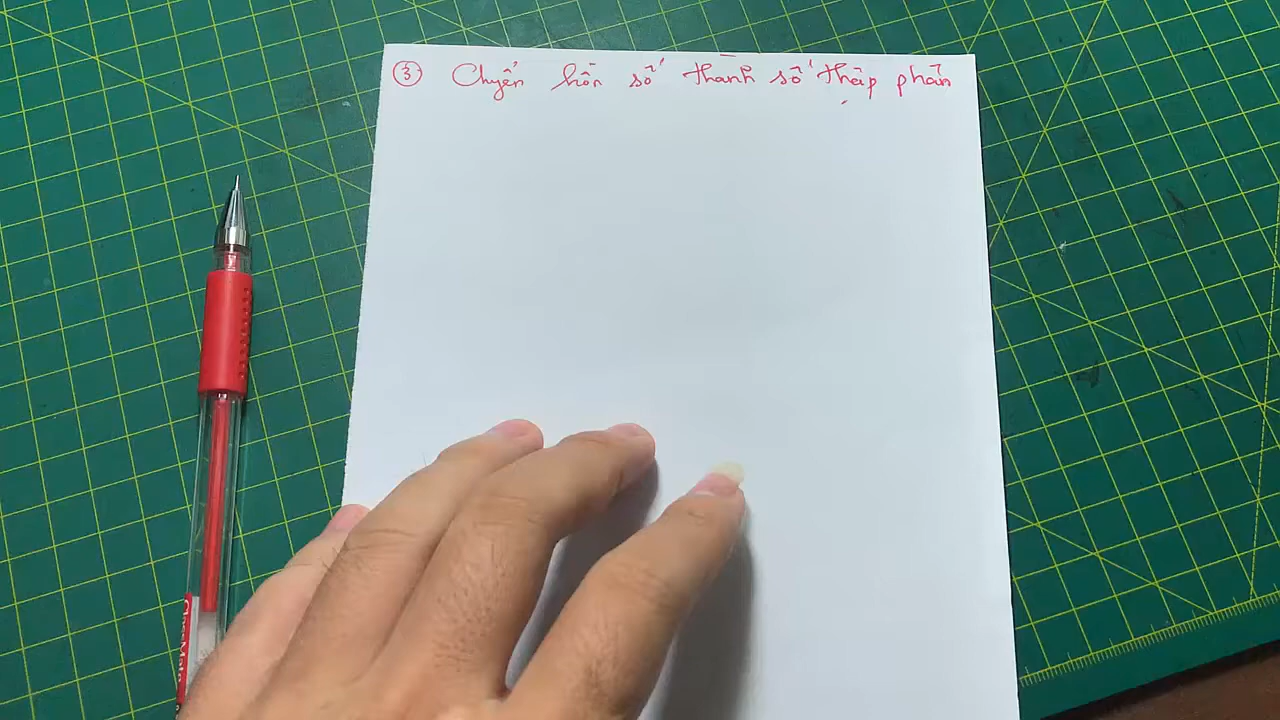 ③ Chuyển hỗn số thành số thập phân